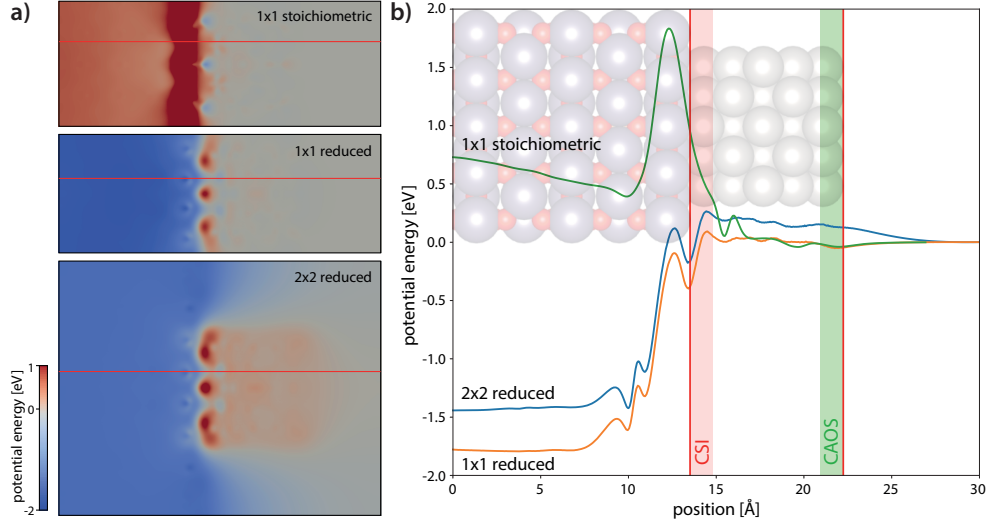 a)
1x1 stoichiometric
1x1 reduced
2x2 reduced
potential energy [eV]
1
0
-2
b)
potential energy [eV]
2.0
1.5
1.0
0.5
0.0
-0.5
-1.0
-1.5
-2.0
1x1 stoichiometric
2x2 reduced
1x1 reduced
CSI
CAOS
0
5
10
15
20
25
30
position [Å]